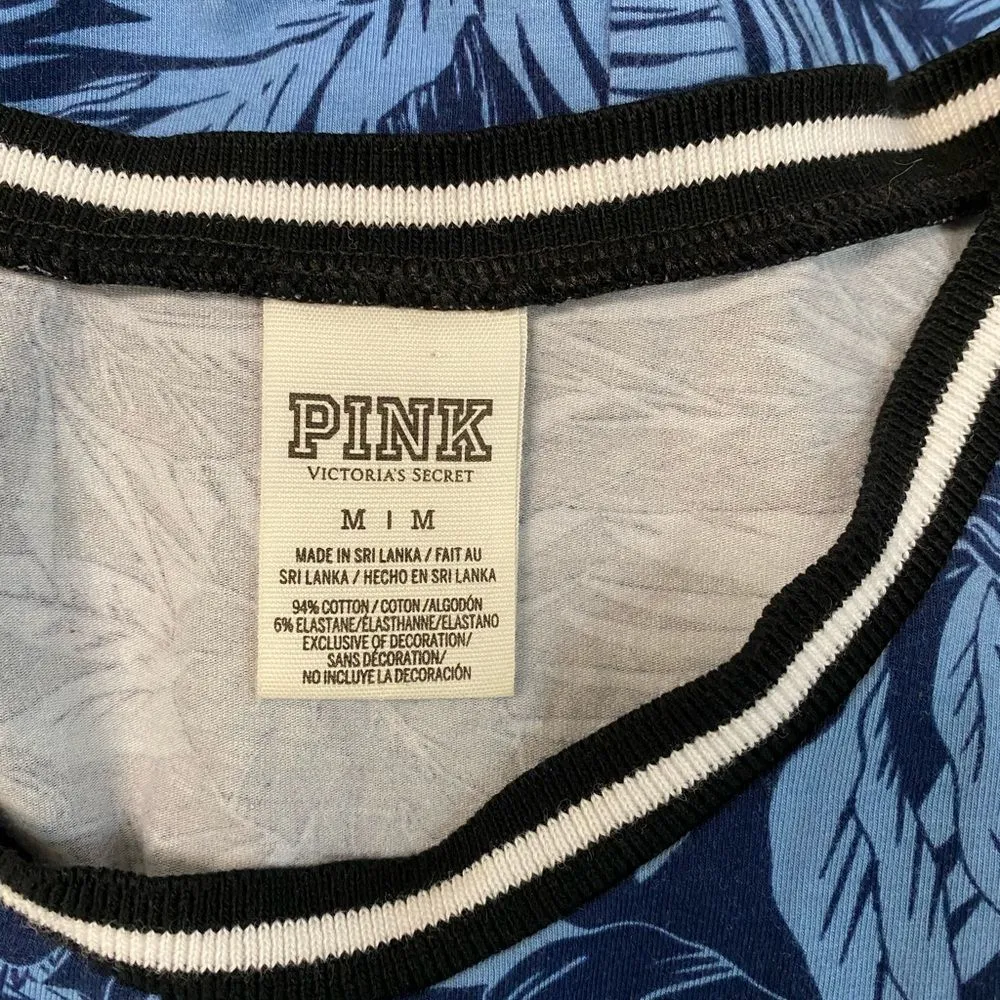 PINK
VICTORIA'S SECRET
M | M
MADE IN SRI LANKA / FAIT AU
SRI LANKA / HECHO EN SRI LANKA
94% COTTON / COTON /ALGODÓN
6% ELASTANE/ÉLASTHANNE/ELASTANO
EXCLUSIVE OF DECORATION/
SANS DÉCORATION/
NO INCLUYE LA DECORACIÓN